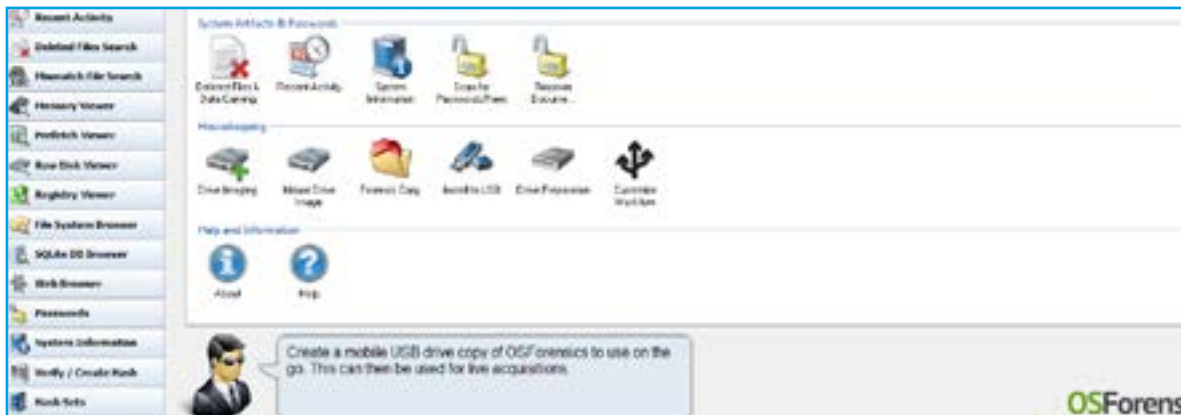 Recent Activity
Deleted Files Search
Mismatch File Search
Memory Viewer
Prefetch Viewer
Raw Disk Viewer
Registry Viewer
File System Browser
SQLite DB Browser
Web Browser
Passwords
System Information
Verify / Create Hash
Hash Sets
System Artifacts & Passwords
Deleted Files &
Data Carving
Recent Activity
System
Information
Scan for
Passwords/Keys
Housekeeping
Drive Imaging
Mount Drive
Image
Forensic Copy
Install to USB
Drive Preparation
Customize
Workflow
Help and Information
About
Help
Create a mobile USB drive copy of OSForensics to use on the
go. This can then be used for live acquisitions
OSForens